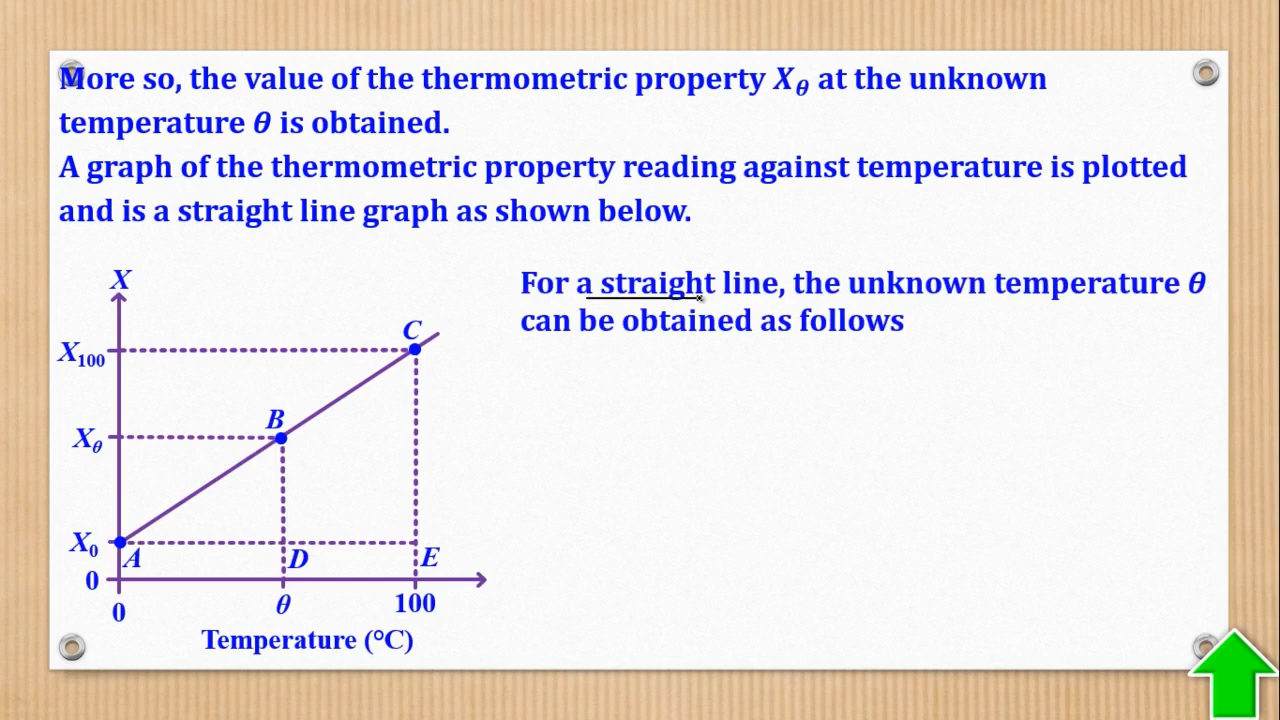 More so, the value of the thermometric property X_θ at the unknown
temperature θ is obtained.
A graph of the thermometric property reading against temperature is plotted
and is a straight line graph as shown below.
For a straight line, the unknown temperature θ
can be obtained as follows
X
C
X₁₀₀
B
X_θ
X₀
A
D
E
0
0
θ
100
Temperature (°C)